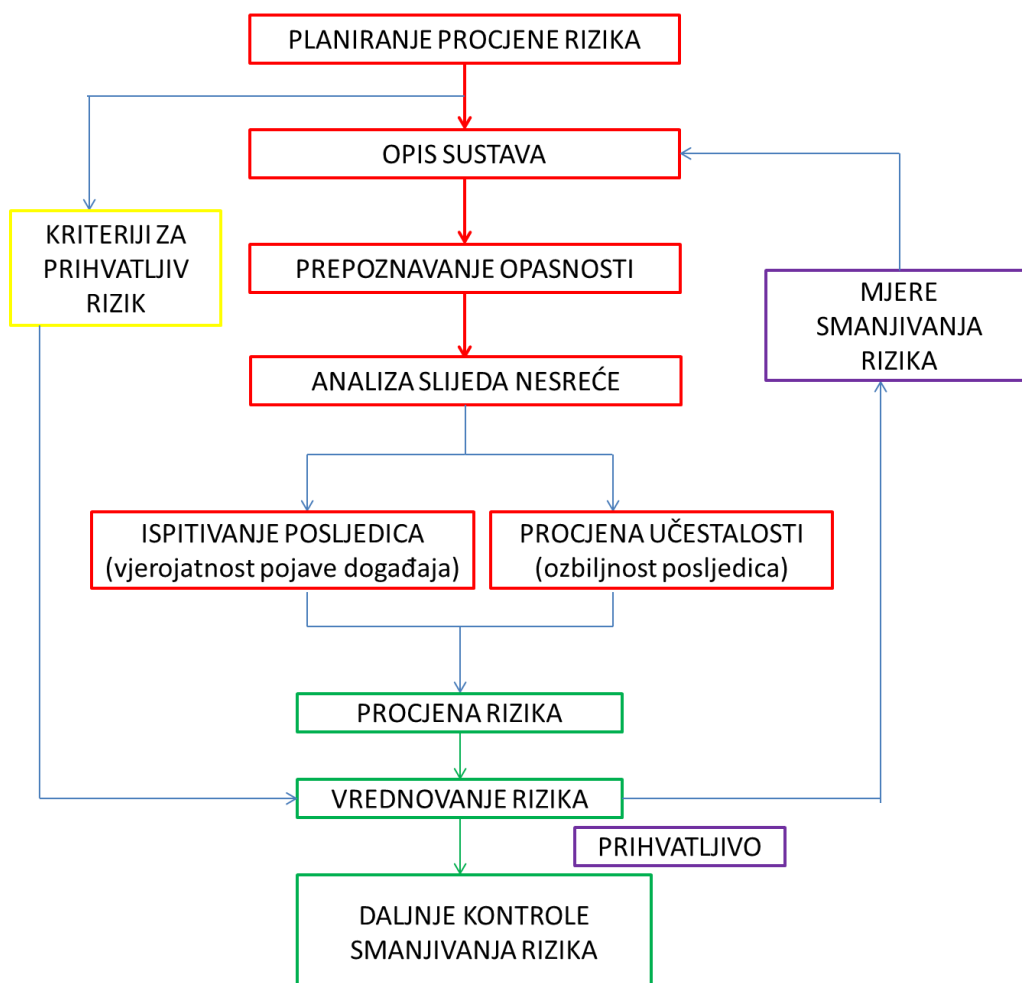 PLANIRANJE PROCJENE RIZIKA
OPIS SUSTAVA
KRITERIJI ZA
PRIHVATLJIV
RIZIK
PREPOZNAVANJE OPASNOSTI
MJERE
SMANJIVANJA
RIZIKA
ANALIZA SLIJEDA NESREĆE
ISPITIVANJE POSLJEDICA
(vjerojatnost pojave događaja)
PROCJENA UČESTALOSTI
(ozbiljnost posljedica)
PROCJENA RIZIKA
VREDNOVANJE RIZIKA
PRIHVATLJIVO
DALJNJE KONTROLE
SMANJIVANJA RIZIKA